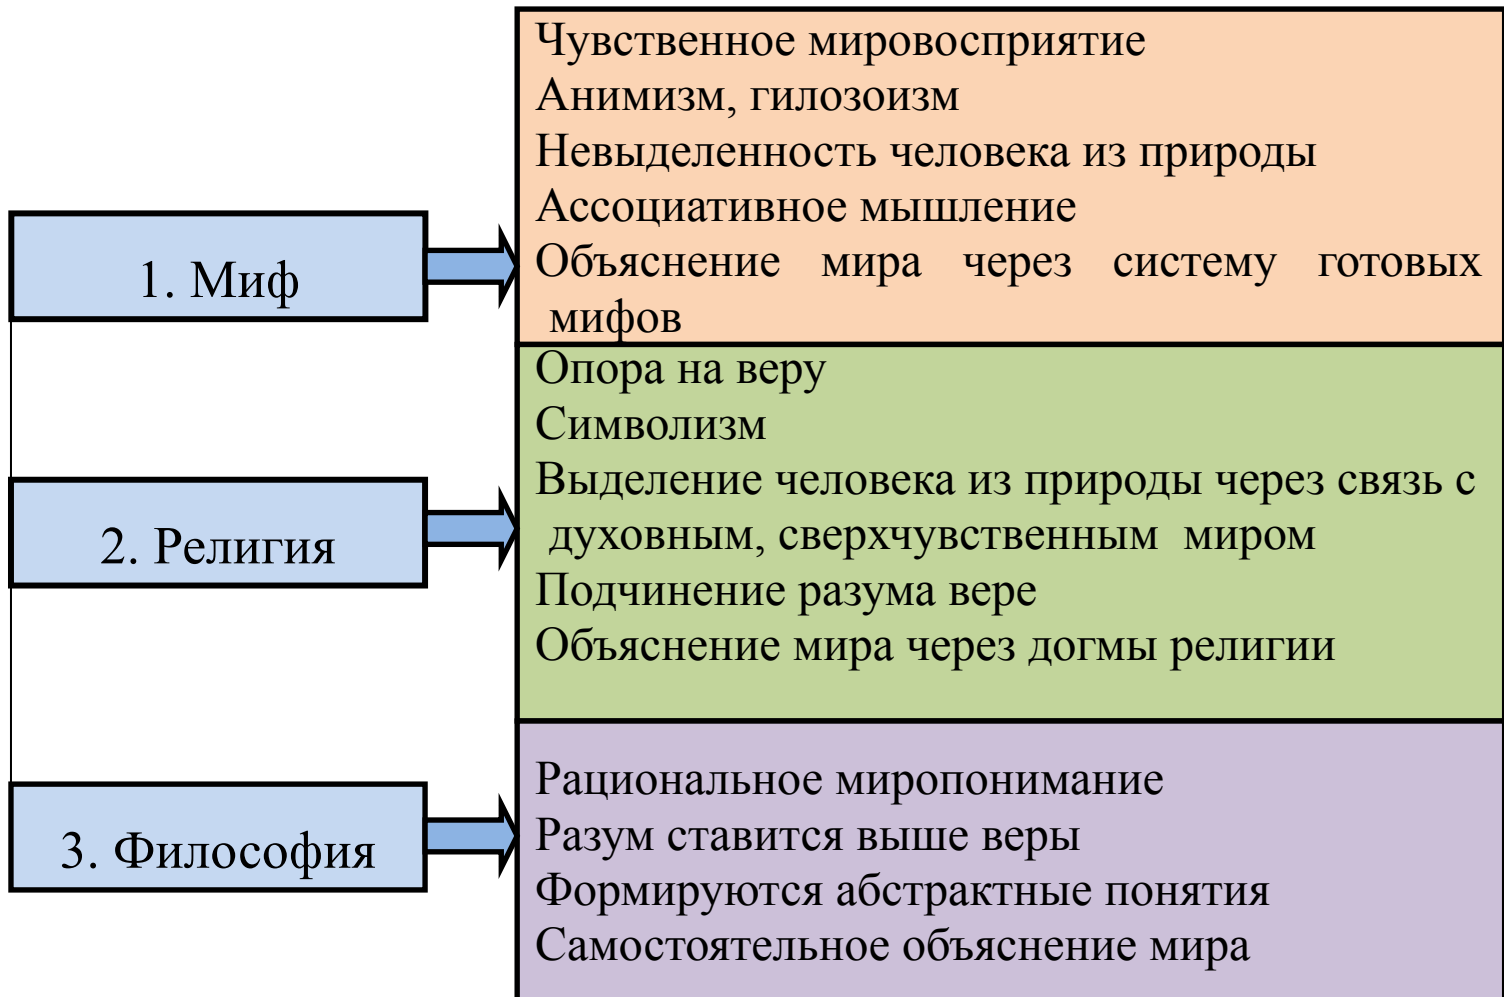 Чувственное мировосприятие
Анимизм, гилозоизм
Невыделенность человека из природы
Ассоциативное мышление
1. Миф
Объяснение мира через систему готовых
мифов
Опора на веру
Символизм
Выделение человека из природы через связь с
2. Религия
духовным, сверхчувственным миром
Подчинение разума вере
Объяснение мира через догмы религии
Рациональное миропонимание
3. Философия
Разум ставится выше веры
Формируются абстрактные понятия
Самостоятельное объяснение мира